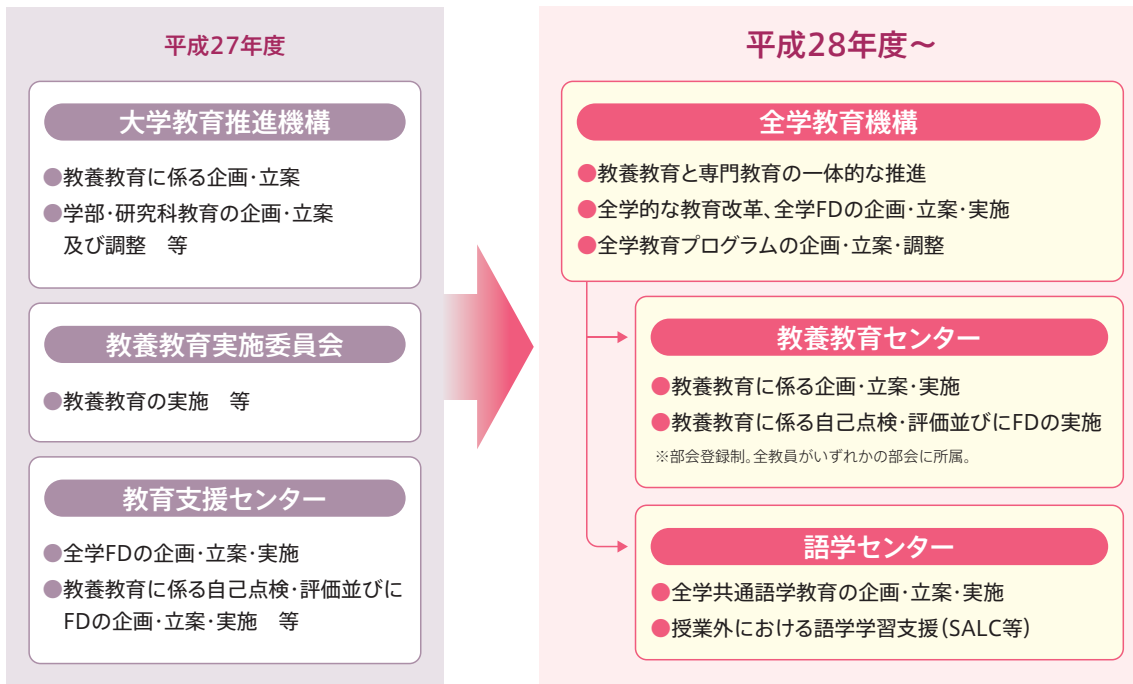 平成27年度
大学教育推進機構
●教養教育に係る企画・立案
●学部・研究科教育の企画・立案
及び調整　等
教養教育実施委員会
●教養教育の実施　等
教育支援センター
●全学FDの企画・立案・実施
●教養教育に係る自己点検・評価並びに
FDの企画・立案・実施　等
平成28年度～
全学教育機構
●教養教育と専門教育の一体的な推進
●全学的な教育改革、全学FDの企画・立案・実施
●全学教育プログラムの企画・立案・調整
教養教育センター
●教養教育に係る企画・立案・実施
●教養教育に係る自己点検・評価並びにFDの実施
※部会登録制。全教員がいずれかの部会に所属。
語学センター
●全学共通語学教育の企画・立案・実施
●授業外における語学学習支援（SALC等）